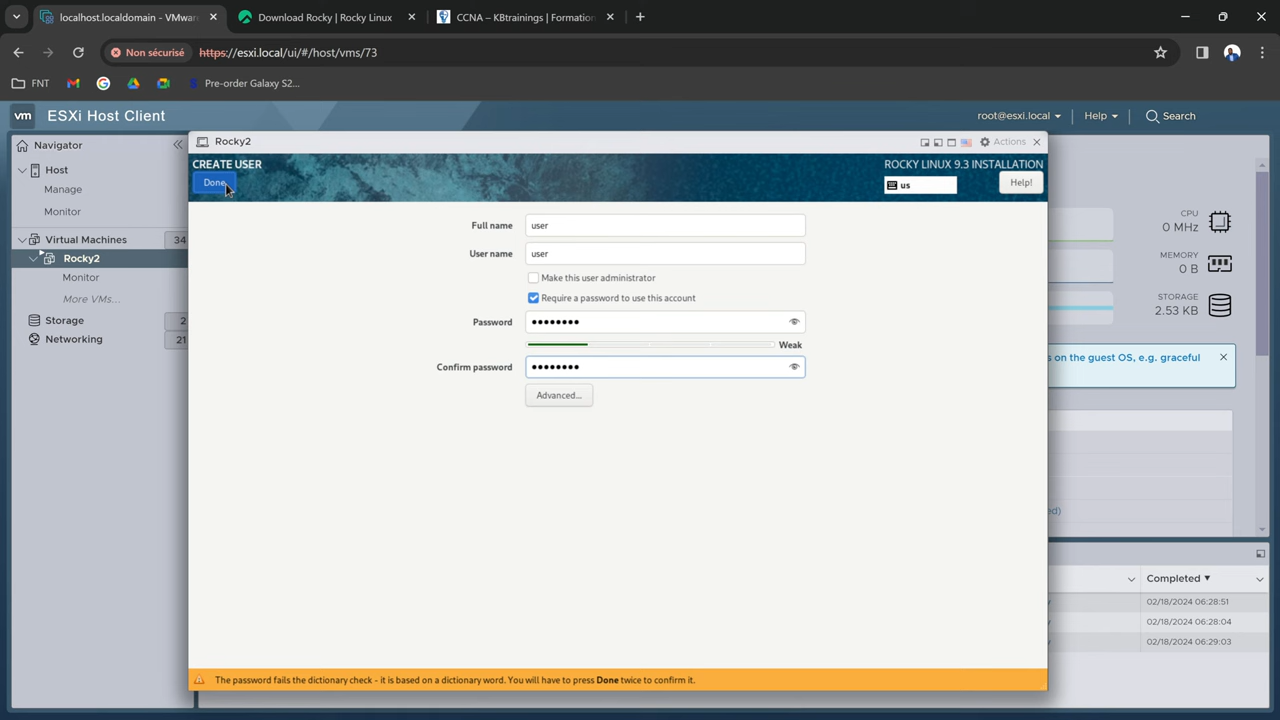 localhost.localdomain - VMwar
Download Rocky | Rocky Linux
CCNA – KBtrainings | Formation
Non sécurisé
https://esxi.local/ui/#/host/vms/73
FNT
Pre-order Galaxy S2...
vm
ESXi Host Client
root@esxi.local
Help
Search
Navigator
Host
Manage
Monitor
Virtual Machines
34
Rocky2
Monitor
More VMs...
Storage
2
Networking
21
Rocky2
Actions
CREATE USER
ROCKY LINUX 9.3 INSTALLATION
Done
us
Help!
Full name
user
User name
user
Make this user administrator
Require a password to use this account
Password
••••••••
Weak
Confirm password
••••••••
Advanced...
The password fails the dictionary check - it is based on a dictionary word. You will have to press Done twice to confirm it.
CPU
0 MHz
MEMORY
0 B
STORAGE
2.53 KB
s on the guest OS, e.g. graceful
ed)
Completed
02/18/2024 06:28:51
02/18/2024 06:28:04
02/18/2024 06:29:03